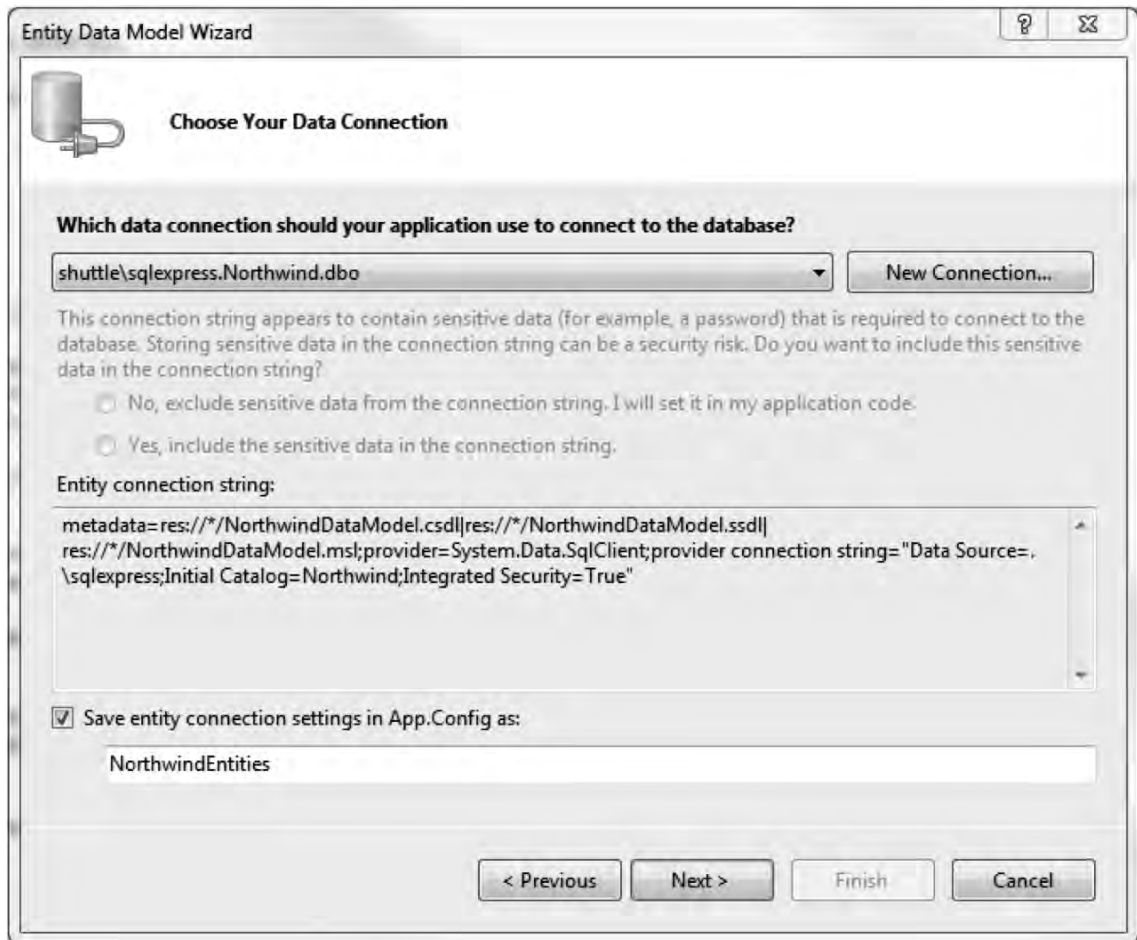 Entity Data Model Wizard
Choose Your Data Connection
Which data connection should your application use to connect to the database?
shuttle\sqlexpress.Northwind.dbo
New Connection...
This connection string appears to contain sensitive data (for example, a password) that is required to connect to the
database. Storing sensitive data in the connection string can be a security risk. Do you want to include this sensitive
data in the connection string?
No, exclude sensitive data from the connection string. I will set it in my application code.
Yes, include the sensitive data in the connection string.
Entity connection string:
metadata=res://*/NorthwindDataModel.csdl|res://*/NorthwindDataModel.ssdl|
res://*/NorthwindDataModel.msl;provider=System.Data.SqlClient;provider connection string="Data Source=.
\sqlexpress;Initial Catalog=Northwind;Integrated Security=True"
Save entity connection settings in App.Config as:
NorthwindEntities
< Previous
Next >
Finish
Cancel